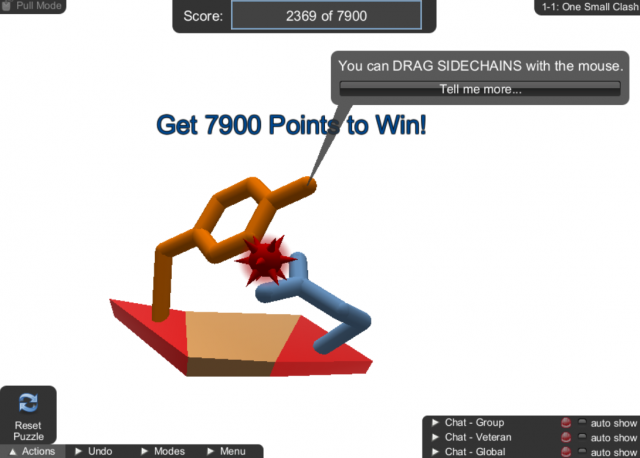 Pull Mode
Score: 2369 of 7900
1-1: One Small Clash
You can DRAG SIDECHAINS with the mouse.
Tell me more...
Get 7900 Points to Win!
Reset
Puzzle
Actions
Undo
Modes
Menu
Chat - Group
auto show
Chat - Veteran
auto show
Chat - Global
auto show